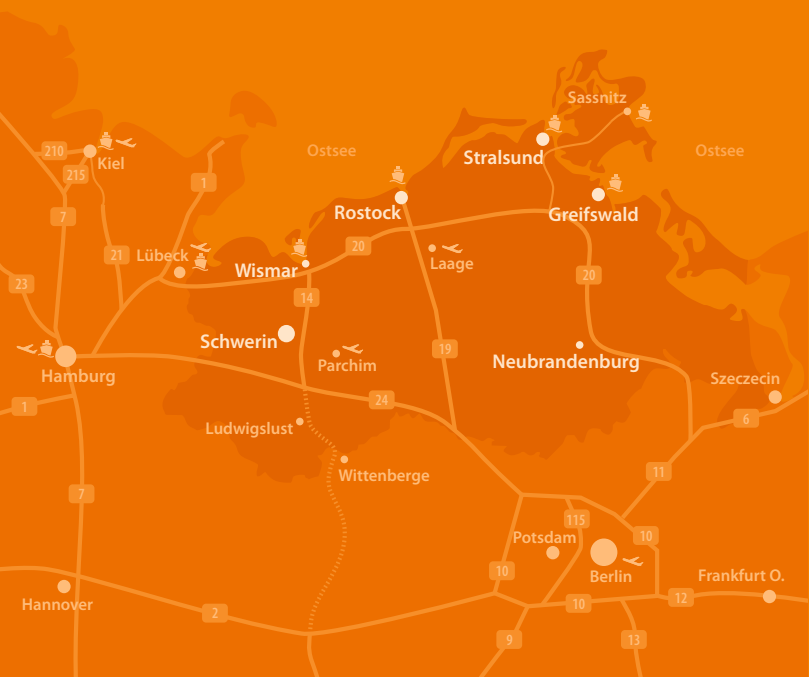 Sassnitz
210
Kiel
Ostsee
Stralsund
Ostsee
215
1
7
Rostock
Greifswald
21
Lübeck
20
Wismar
Laage
20
23
14
Schwerin
19
Parchim
Neubrandenburg
Hamburg
Szeczecin
1
24
6
Ludwigslust
Wittenberge
11
7
115
Potsdam
10
10
Berlin
Frankfurt O.
Hannover
2
10
12
9
13